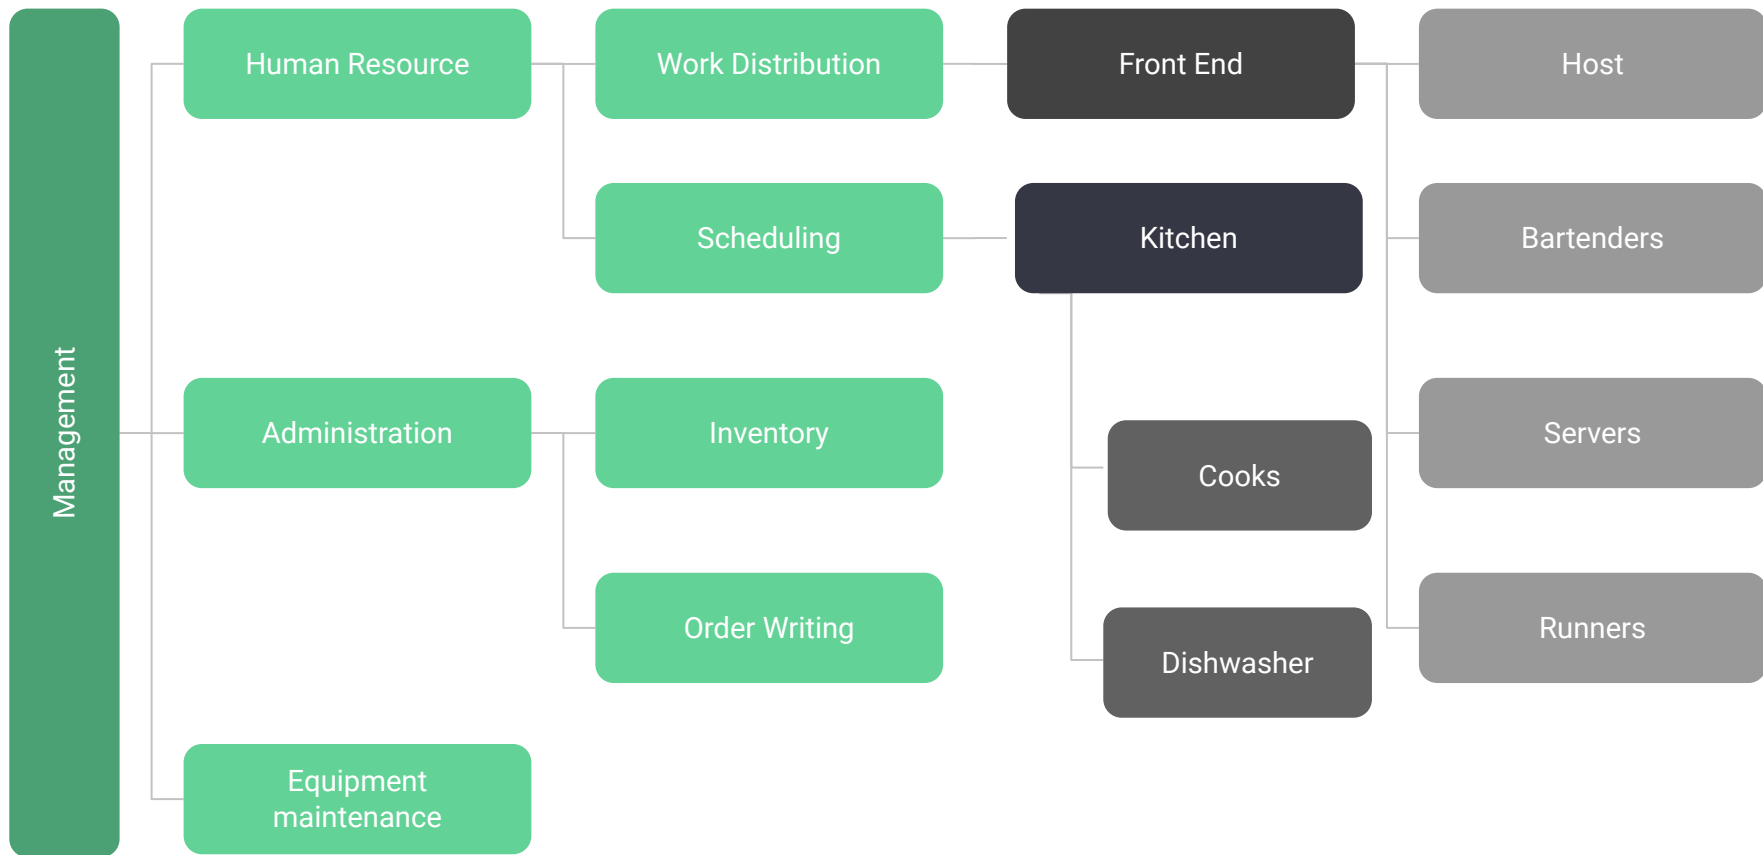 Management
Human Resource
Work Distribution
Front End
Host
Scheduling
Kitchen
Bartenders
Administration
Inventory
Cooks
Servers
Order Writing
Dishwasher
Runners
Equipment
maintenance